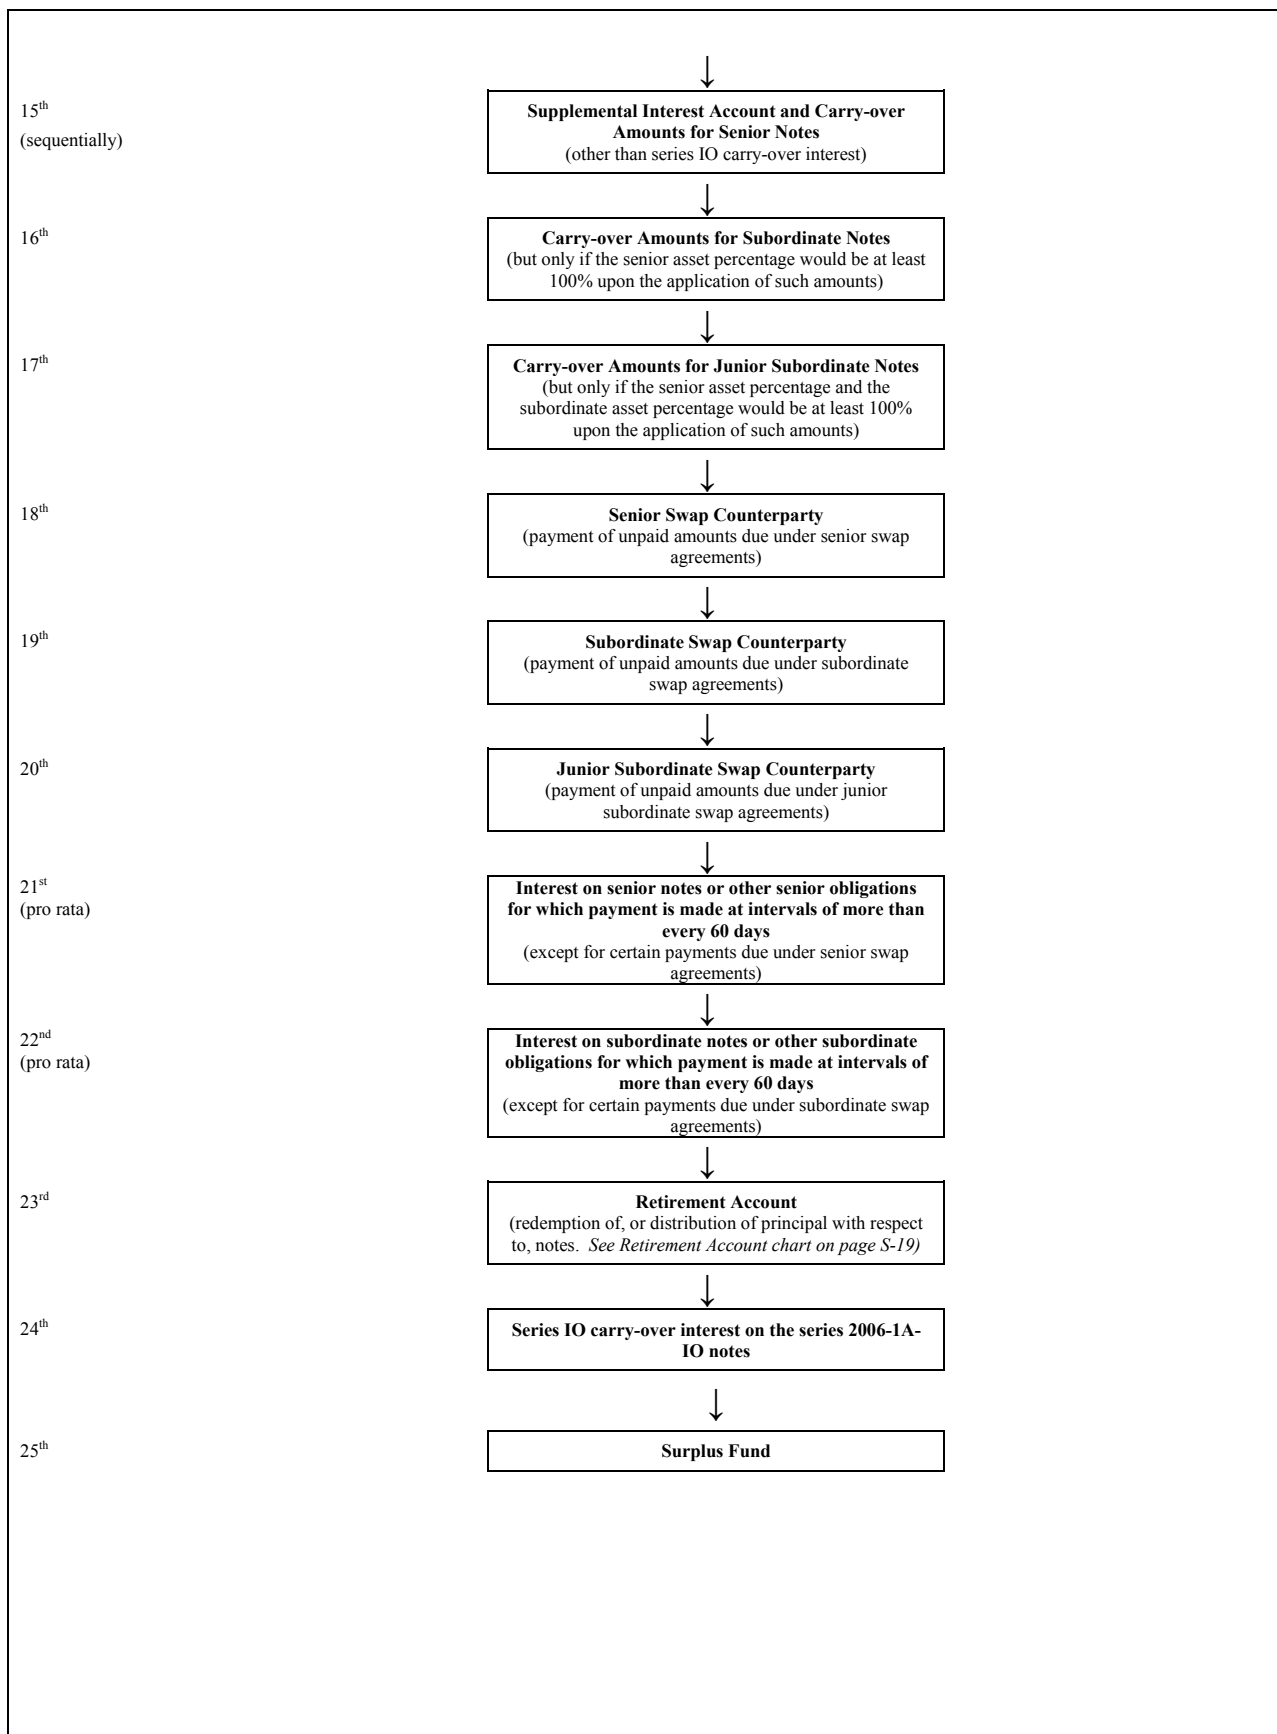 15th
(sequentially)
Supplemental Interest Account and Carry-over
Amounts for Senior Notes
(other than series IO carry-over interest)
16th
Carry-over Amounts for Subordinate Notes
(but only if the senior asset percentage would be at least
100% upon the application of such amounts)
17th
Carry-over Amounts for Junior Subordinate Notes
(but only if the senior asset percentage and the
subordinate asset percentage would be at least 100%
upon the application of such amounts)
18th
Senior Swap Counterparty
(payment of unpaid amounts due under senior swap
agreements)
19th
Subordinate Swap Counterparty
(payment of unpaid amounts due under subordinate
swap agreements)
20th
Junior Subordinate Swap Counterparty
(payment of unpaid amounts due under junior
subordinate swap agreements)
21st
(pro rata)
Interest on senior notes or other senior obligations
for which payment is made at intervals of more than
every 60 days
(except for certain payments due under senior swap
agreements)
22nd
(pro rata)
Interest on subordinate notes or other subordinate
obligations for which payment is made at intervals of
more than every 60 days
(except for certain payments due under subordinate swap
agreements)
23rd
Retirement Account
(redemption of, or distribution of principal with respect
to, notes. See Retirement Account chart on page S-19)
24th
Series IO carry-over interest on the series 2006-1A-
IO notes
25th
Surplus Fund